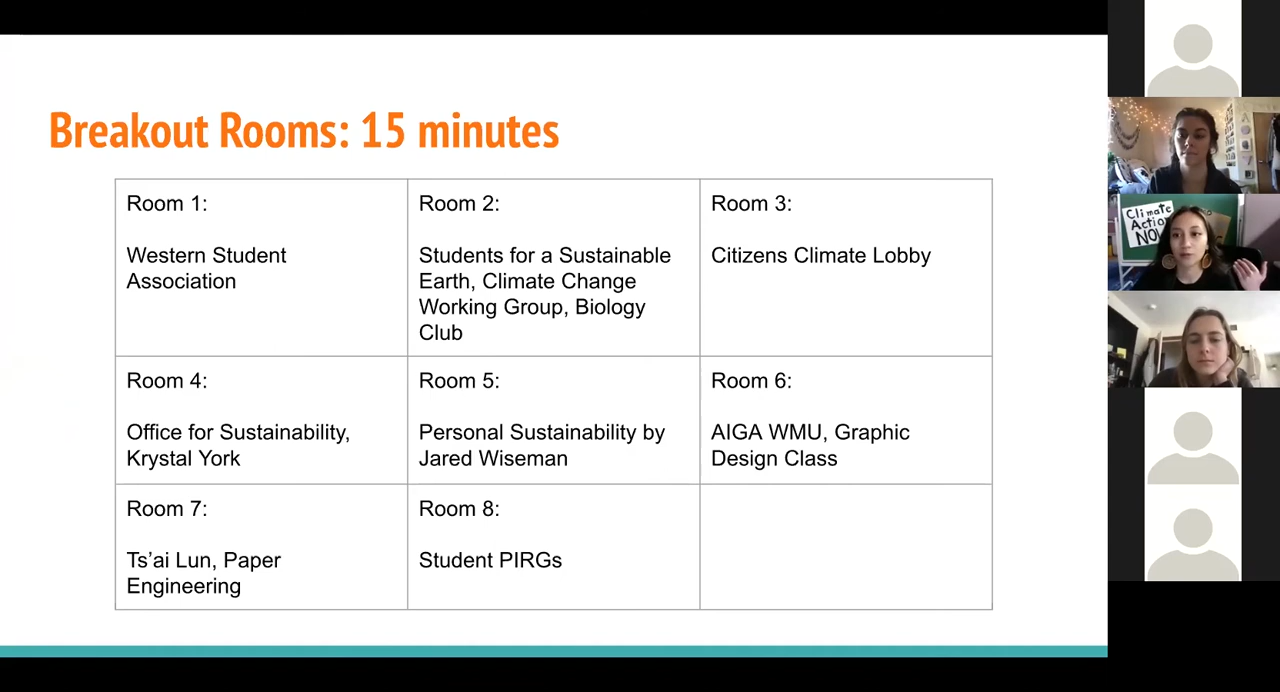 Breakout Rooms: 15 minutes
Room 1:
Western Student
Association
Room 2:
Students for a Sustainable
Earth, Climate Change
Working Group, Biology
Club
Room 3:
Citizens Climate Lobby
Room 4:
Office for Sustainability,
Krystal York
Room 5:
Personal Sustainability by
Jared Wiseman
Room 6:
AIGA WMU, Graphic
Design Class
Room 7:
Ts’ai Lun, Paper
Engineering
Room 8:
Student PIRGs
Climate
Action
NOW